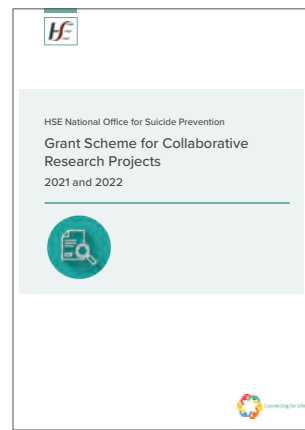 HSE National Office for Suicide Prevention
Grant Scheme for Collaborative
Research Projects
2021 and 2022
Connecting for Life